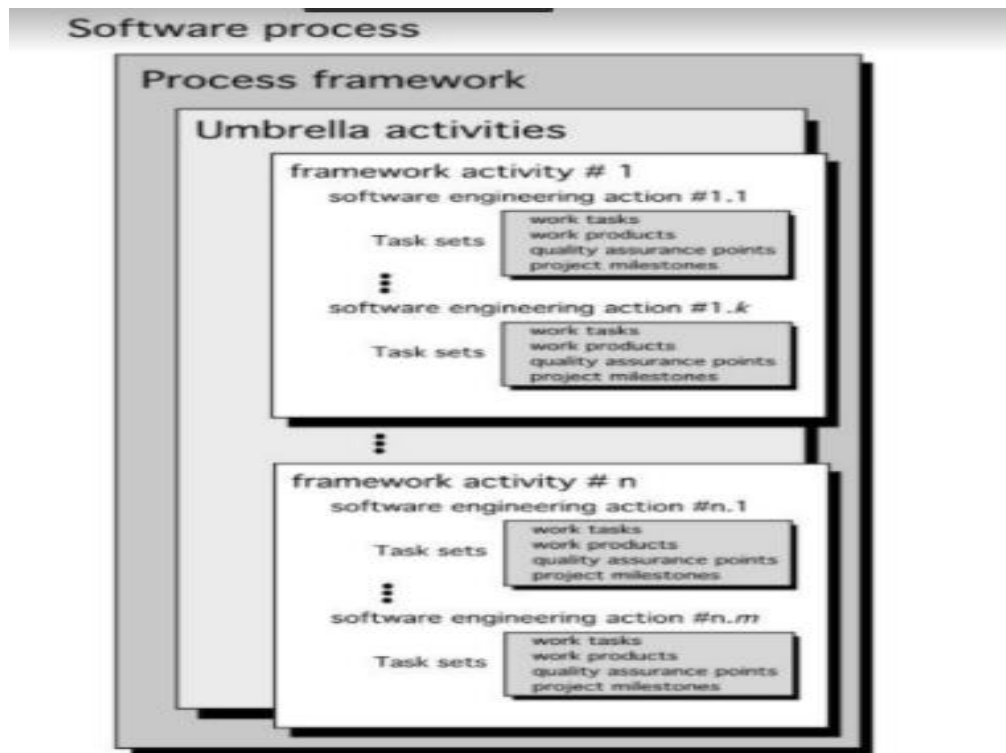 Software process
Process framework
Umbrella activities
framework activity # 1
software engineering action #1.1
Task sets
work tasks
work products
quality assurance points
project milestones
software engineering action #1.k
Task sets
work tasks
work products
quality assurance points
project milestones
framework activity # n
software engineering action #n.1
Task sets
work tasks
work products
quality assurance points
project milestones
software engineering action #n.m
Task sets
work tasks
work products
quality assurance points
project milestones